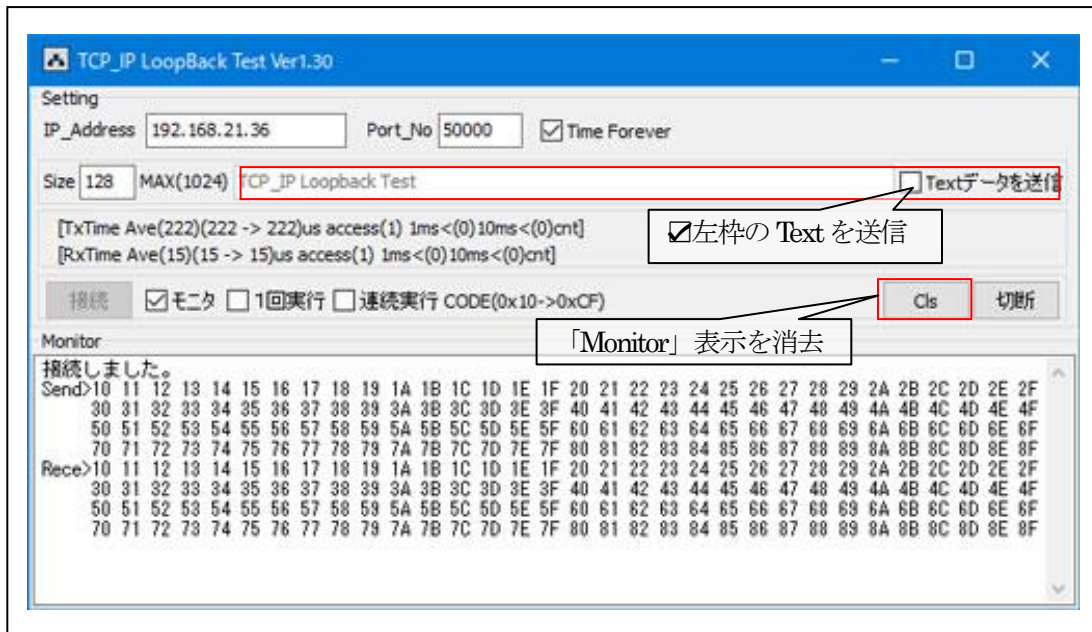 TCP_IP LoopBack Test Ver1.30
Setting
IP_Address 192.168.21.36 Port_No 50000 Time Forever
Size 128 MAX(1024) TCP_IP Loopback Test Textデータを送信
[TxTime Ave(222)(222 -> 222)us access(1) 1ms<(0)10ms<(0)cnt]
☑左枠の Text を送信
[RxTime Ave(15)(15 -> 15)us access(1) 1ms<(0)10ms<(0)cnt]
接続 モニタ 1回実行 連続実行 CODE(0x10->0xCF) Cls 切断
「Monitor」表示を消去
Monitor
接続しました。
Send>10 11 12 13 14 15 16 17 18 19 1A 1B 1C 1D 1E 1F 20 21 22 23 24 25 26 27 28 29 2A 2B 2C 2D 2E 2F
30 31 32 33 34 35 36 37 38 39 3A 3B 3C 3D 3E 3F 40 41 42 43 44 45 46 47 48 49 4A 4B 4C 4D 4E 4F
50 51 52 53 54 55 56 57 58 59 5A 5B 5C 5D 5E 5F 60 61 62 63 64 65 66 67 68 69 6A 6B 6C 6D 6E 6F
70 71 72 73 74 75 76 77 78 79 7A 7B 7C 7D 7E 7F 80 81 82 83 84 85 86 87 88 89 8A 8B 8C 8D 8E 8F
Rece>10 11 12 13 14 15 16 17 18 19 1A 1B 1C 1D 1E 1F 20 21 22 23 24 25 26 27 28 29 2A 2B 2C 2D 2E 2F
30 31 32 33 34 35 36 37 38 39 3A 3B 3C 3D 3E 3F 40 41 42 43 44 45 46 47 48 49 4A 4B 4C 4D 4E 4F
50 51 52 53 54 55 56 57 58 59 5A 5B 5C 5D 5E 5F 60 61 62 63 64 65 66 67 68 69 6A 6B 6C 6D 6E 6F
70 71 72 73 74 75 76 77 78 79 7A 7B 7C 7D 7E 7F 80 81 82 83 84 85 86 87 88 89 8A 8B 8C 8D 8E 8F